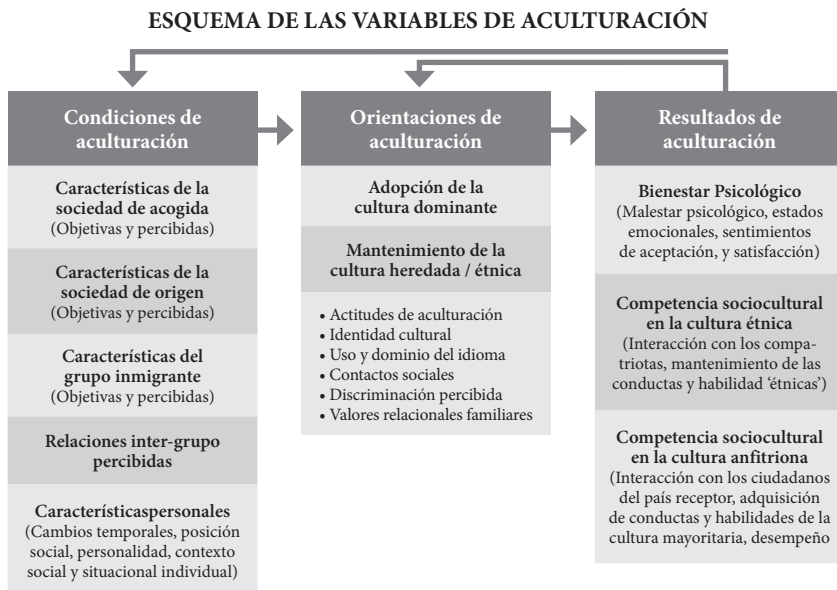 ESQUEMA DE LAS VARIABLES DE ACULTURACIÓN
Condiciones de
aculturación
Características de la
sociedad de acogida
(Objetivas y percibidas)
Características de la
sociedad de origen
(Objetivas y percibidas)
Características del
grupo inmigrante
(Objetivas y percibidas)
Relaciones inter-grupo
percibidas
Característicaspersonales
(Cambios temporales, posición
social, personalidad, contexto
social y situacional individual)
Orientaciones de
aculturación
Adopción de la
cultura dominante
Mantenimiento de la
cultura heredada / étnica
• Actitudes de aculturación
• Identidad cultural
• Uso y dominio del idioma
• Contactos sociales
• Discriminación percibida
• Valores relacionales familiares
Resultados de
aculturación
Bienestar Psicológico
(Malestar psicológico, estados
emocionales, sentimientos
de aceptación, y satisfacción)
Competencia sociocultural
en la cultura étnica
(Interacción con los compa-
triotas, mantenimiento de las
conductas y habilidad ‘étnicas’)
Competencia sociocultural
en la cultura anfitriona
(Interacción con los ciudadanos
del país receptor, adquisición
de conductas y habilidades de la
cultura mayoritaria, desempeño